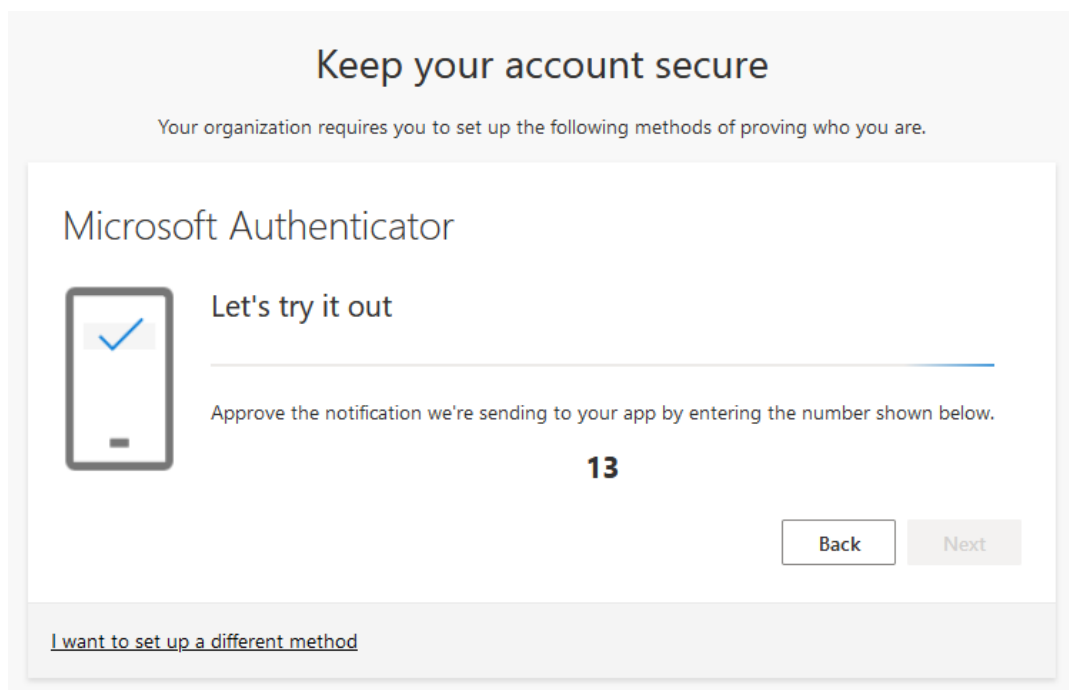 Keep your account secure
Your organization requires you to set up the following methods of proving who you are.
Microsoft Authenticator
Let's try it out
Approve the notification we're sending to your app by entering the number shown below.
13
Back
Next
I want to set up a different method